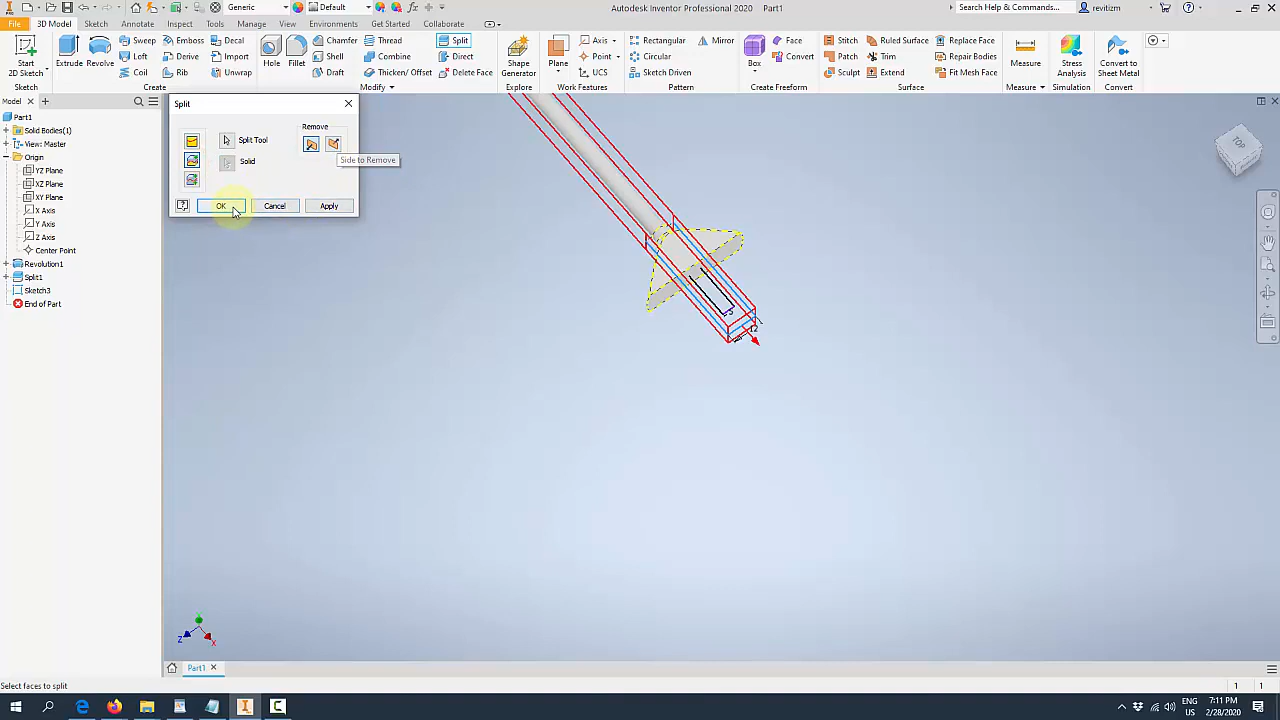 Generic
Default
Autodesk Inventor Professional 2020 Part1
Search Help & Commands...
revitizm
File
3D Model
Sketch
Annotate
Inspect
Tools
Manage
View
Environments
Get Started
Collaborate
Start
2D Sketch
Sketch
Extrude
Revolve
Sweep
Loft
Coil
Emboss
Derive
Rib
Decal
Import
Unwrap
Create
Hole
Fillet
Chamfer
Shell
Draft
Thread
Combine
Thicken/ Offset
Split
Direct
Delete Face
Modify
Shape
Generator
Explore
Plane
Axis
Point
UCS
Work Features
Rectangular
Circular
Sketch Driven
Mirror
Pattern
Box
Face
Convert
Create Freeform
Stitch
Patch
Sculpt
Ruled Surface
Trim
Extend
Replace Face
Repair Bodies
Fit Mesh Face
Surface
Measure
Measure
Stress
Analysis
Simulation
Convert to
Sheet Metal
Convert
Model
Part1
Solid Bodies(1)
View: Master
Origin
YZ Plane
XZ Plane
XY Plane
X Axis
Y Axis
Z Axis
Center Point
Revolution1
Split1
Sketch3
End of Part
Split
Split Tool
Solid
Remove
Side to Remove
OK
Cancel
Apply
TOP
12
Z
X
Part1
Select faces to split
1
1
ENG
US
7:11 PM
2/28/2020